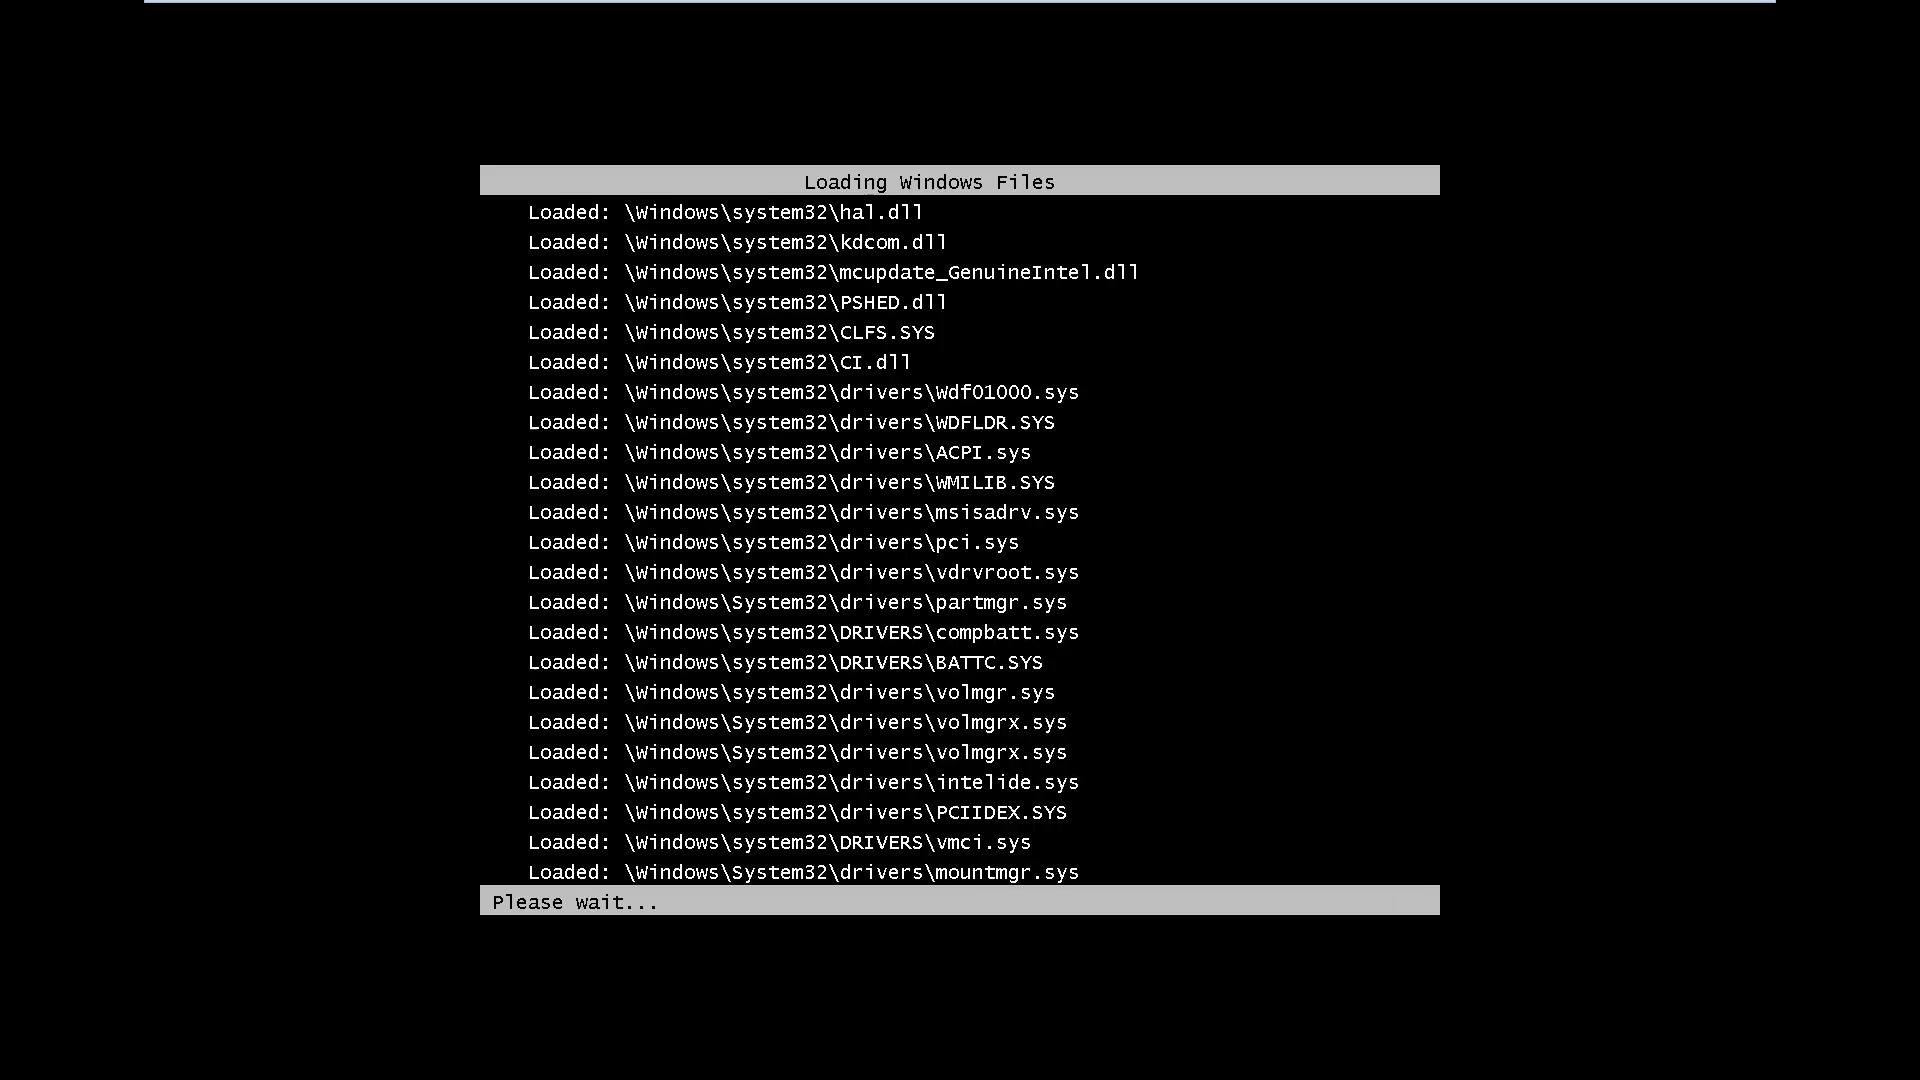 Loading Windows Files
Loaded: \Windows\system32\hal.dll
Loaded: \Windows\system32\kdcom.dll
Loaded: \Windows\system32\mcupdate_GenuineIntel.dll
Loaded: \Windows\system32\PSHED.dll
Loaded: \Windows\system32\CLFS.SYS
Loaded: \Windows\system32\CI.dll
Loaded: \Windows\system32\drivers\Wdf01000.sys
Loaded: \Windows\system32\drivers\WDFLDR.SYS
Loaded: \Windows\system32\drivers\ACPI.sys
Loaded: \Windows\system32\drivers\WMILIB.SYS
Loaded: \Windows\system32\drivers\msisadrv.sys
Loaded: \Windows\system32\drivers\pci.sys
Loaded: \Windows\system32\drivers\vdrvroot.sys
Loaded: \Windows\System32\drivers\partmgr.sys
Loaded: \Windows\system32\DRIVERS\compbatt.sys
Loaded: \Windows\system32\DRIVERS\BATTC.SYS
Loaded: \Windows\system32\drivers\volmgr.sys
Loaded: \Windows\System32\drivers\volmgrx.sys
Loaded: \Windows\System32\drivers\volmgrx.sys
Loaded: \Windows\system32\drivers\intelide.sys
Loaded: \Windows\system32\drivers\PCIIDEX.SYS
Loaded: \Windows\system32\DRIVERS\vmci.sys
Loaded: \Windows\System32\drivers\mountmgr.sys
Please wait...